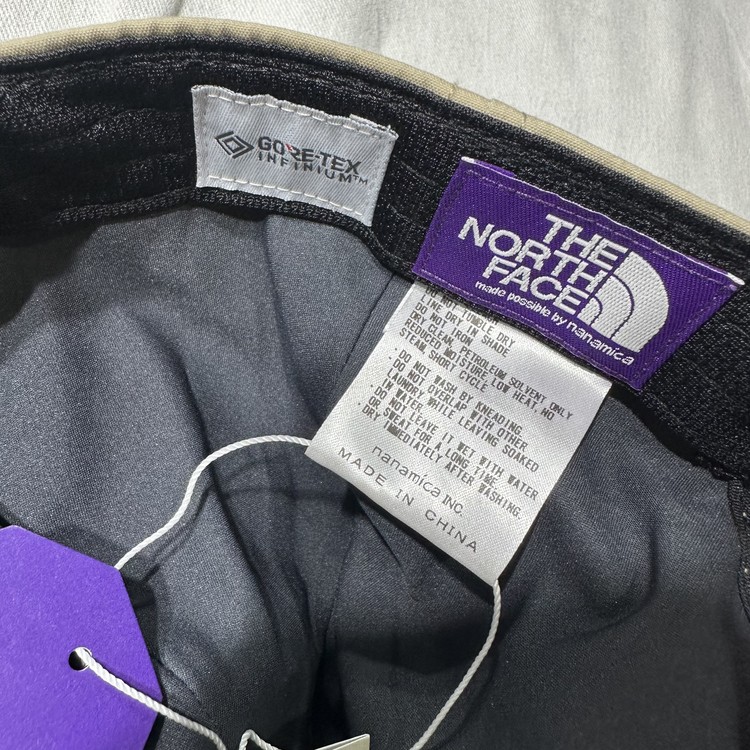 GORE-TEX
INFINIUM™
THE
NORTH
FACE
made possible by nanamica
DO NOT TUMBLE DRY
LINE DRY IN SHADE
DO NOT IRON
DRY CLEAN, PETROLEUM SOLVENT ONLY
REDUCED MOISTURE LOW HEAT, NO
STEAM SHORT CYCLE
・DO NOT WASH BY KNEADING.
・DO NOT OVERLAP WITH OTHER
LAUNDRY WHILE LEAVING SOAKED
IN WATER.
・DO NOT LEAVE IT WET WITH WATER
OR SWEAT FOR A LONG TIME.
DRY IMMEDIATELY AFTER WASHING.
nanamica INC.
MADE IN CHINA